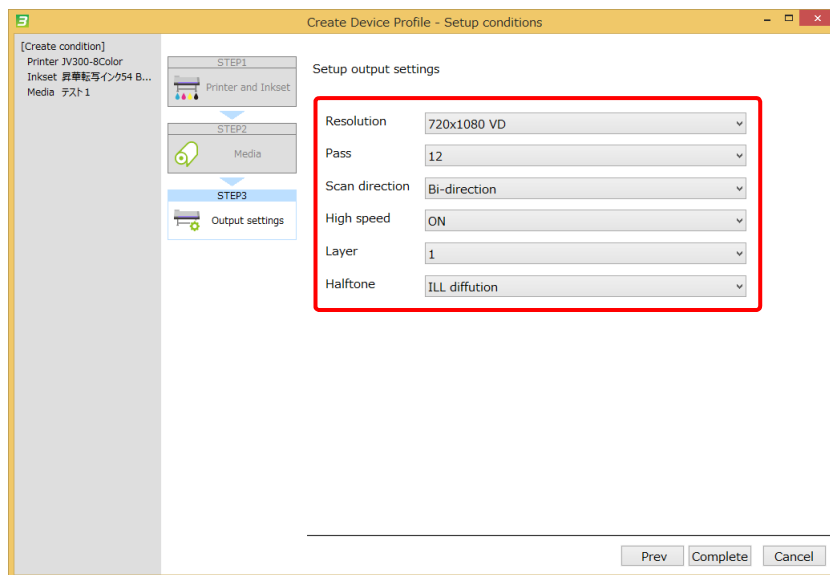 Create Device Profile - Setup conditions
[Create condition]
Printer JV300-8Color
Inkset 昇華転写インク54 B...
Media テスト1
STEP1
Printer and Inkset
STEP2
Media
STEP3
Output settings
Setup output settings
Resolution 720x1080 VD
Pass 12
Scan direction Bi-direction
High speed ON
Layer 1
Halftone ILL diffution
Prev Complete Cancel